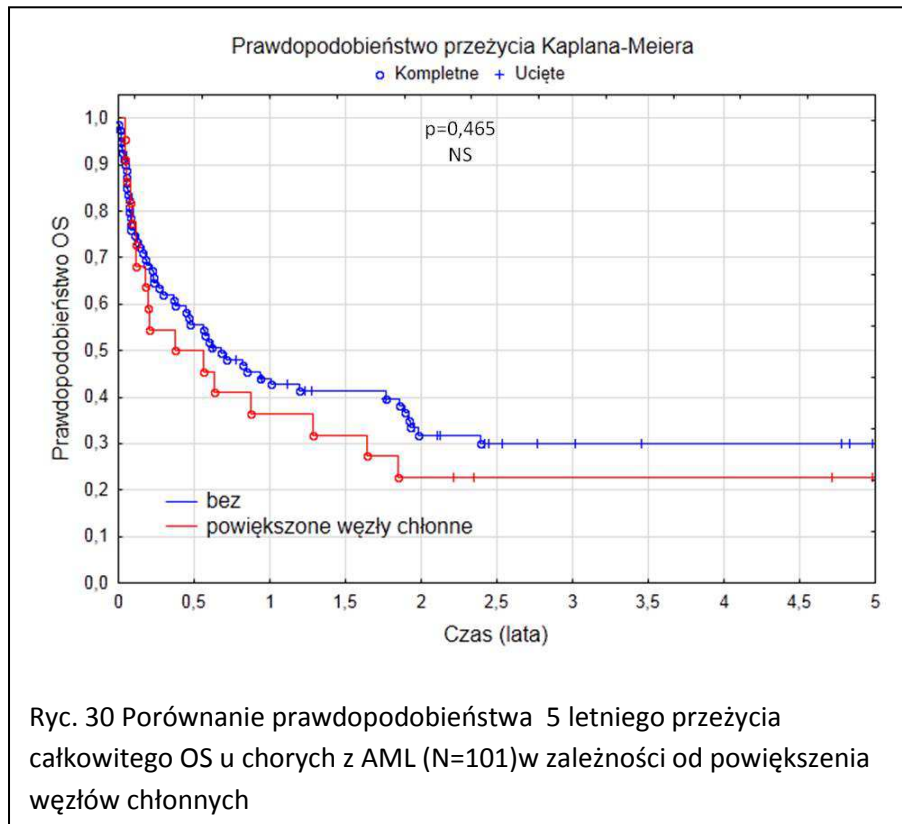 Prawdopodobieństwo przeżycia Kaplana-Meiera
Kompletne + Ucięte
p=0,465
NS
Prawdopodobieństwo OS
1,0
0,9
0,8
0,7
0,6
0,5
0,4
0,3
0,2
0,1
0,0
bez
powiększone węzły chłonne
0 0,5 1 1,5 2 2,5 3 3,5 4 4,5 5
Czas (lata)
Ryc. 30 Porównanie prawdopodobieństwa 5 letniego przeżycia
całkowitego OS u chorych z AML (N=101)w zależności od powiększenia
węzłów chłonnych